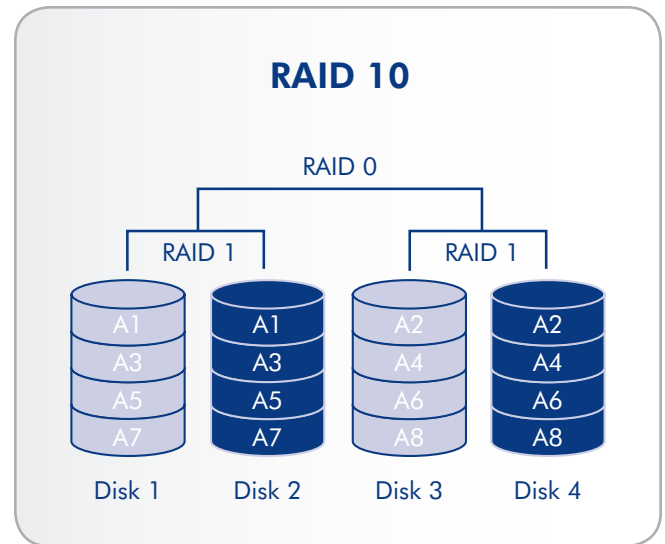 RAID 10
RAID 0
RAID 1 RAID 1
A1 A1 A2 A2
A3 A3 A4 A4
A5 A5 A6 A6
A7 A7 A8 A8
Disk 1 Disk 2 Disk 3 Disk 4